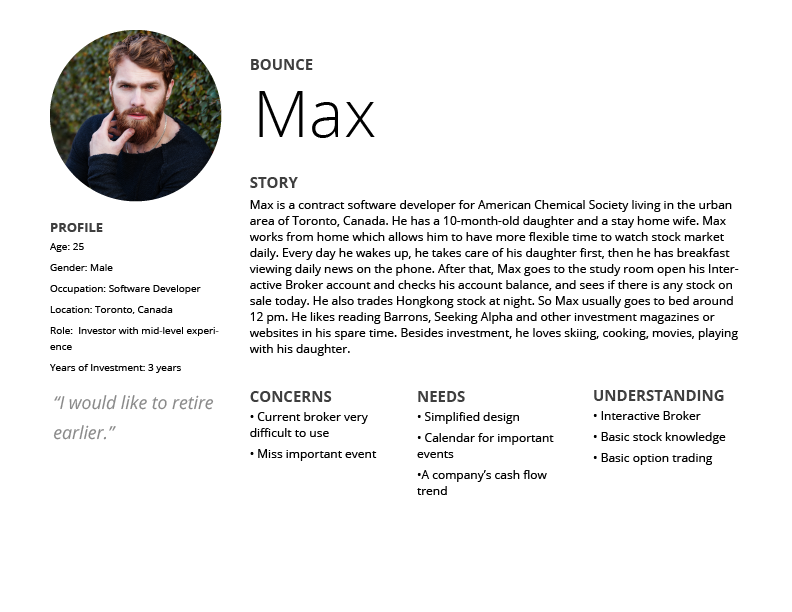 BOUNCE
Max
STORY
Max is a contract software developer for American Chemical Society living in the urban
area of Toronto, Canada. He has a 10-month-old daughter and a stay home wife. Max
works from home which allows him to have more flexible time to watch stock market
daily. Every day he wakes up, he takes care of his daughter first, then he has breakfast
viewing daily news on the phone. After that, Max goes to the study room open his Inter-
active Broker account and checks his account balance, and sees if there is any stock on
sale today. He also trades Hongkong stock at night. So Max usually goes to bed around
12 pm. He likes reading Barrons, Seeking Alpha and other investment magazines or
websites in his spare time. Besides investment, he loves skiing, cooking, movies, playing
with his daughter.
PROFILE
Age: 25
Gender: Male
Occupation: Software Developer
Location: Toronto, Canada
Role:  Investor with mid-level experi-
ence
Years of Investment: 3 years
“I would like to retire
earlier.”
CONCERNS
• Current broker very
difficult to use
• Miss important event
NEEDS
• Simplified design
• Calendar for important
events
•A company’s cash flow
trend
UNDERSTANDING
• Interactive Broker
• Basic stock knowledge
• Basic option trading